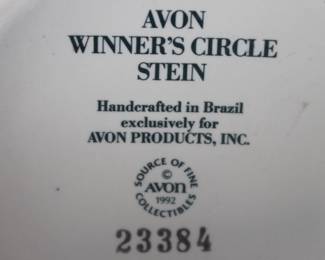 AVON
WINNER'S CIRCLE
STEIN
Handcrafted in Brazil
exclusively for
AVON PRODUCTS, INC.
SOURCE OF FINE
©
AVON
1992
COLLECTIBLES
23384